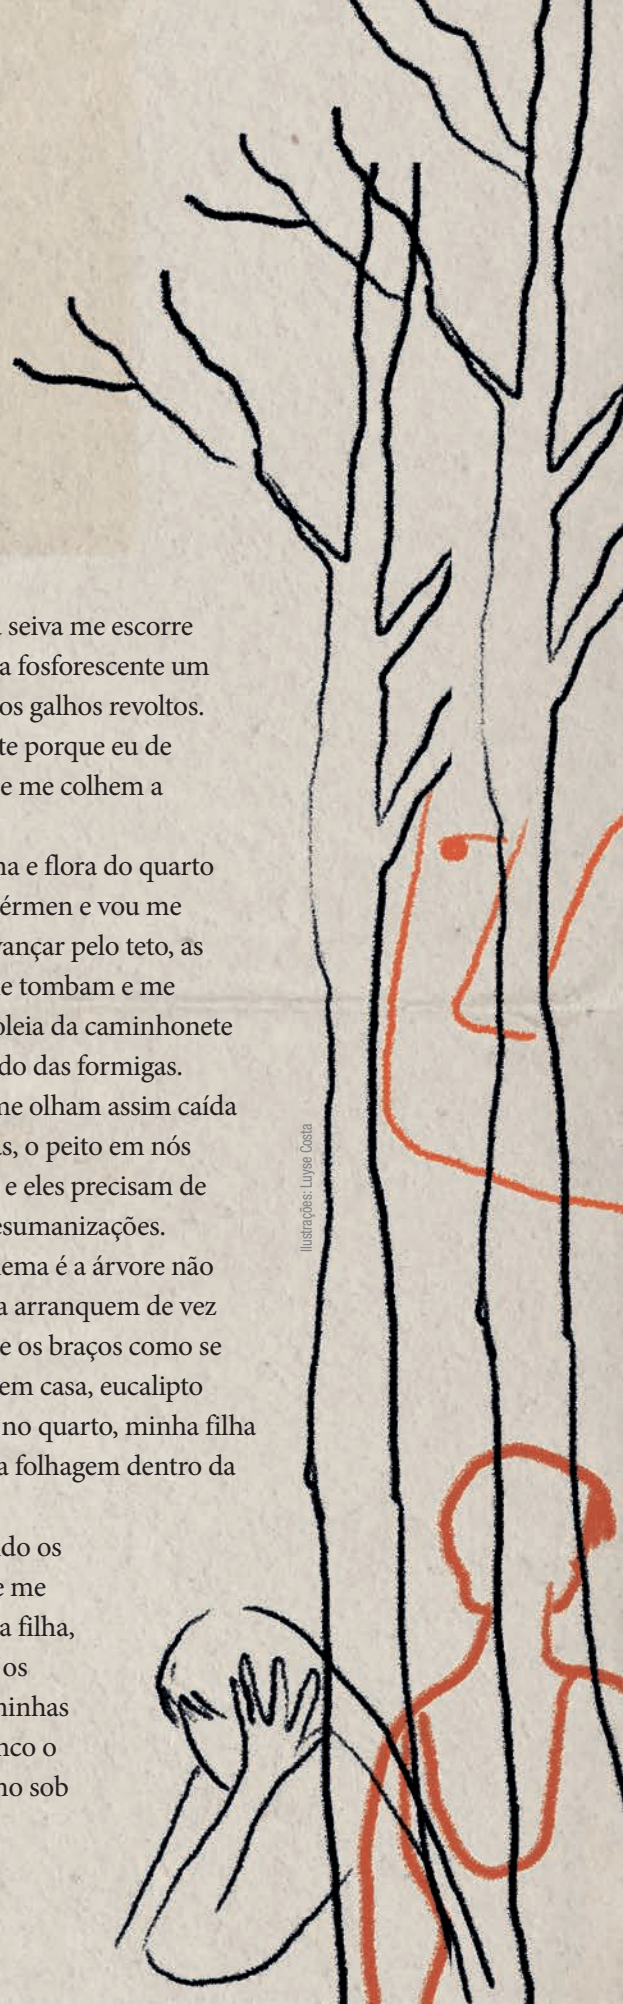 seiva me escorre
a fosforescente um
os galhos revoltos.
te porque eu de
e me colhem a
na e flora do quarto
érmen e vou me
vançar pelo teto, as
e tombam e me
oleia da caminhonete
do das formigas.
me olham assim caída
as, o peito em nós
e eles precisam de
esumanizações.
ema é a árvore não
a arranquem de vez
e os braços como se
em casa, eucalipto
no quarto, minha filha
a folhagem dentro da
do os
e me
a filha,
os
ninhas
nco o
no sob
Ilustrações: Luyse Costa